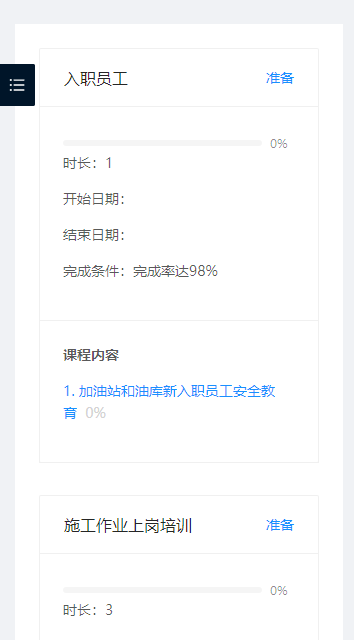 入职员工 准备
0%
时长：1
开始日期：
结束日期：
完成条件：完成率达98%
课程内容
1. 加油站和油库新入职员工安全教
育 0%
施工作业上岗培训 准备
0%
时长：3